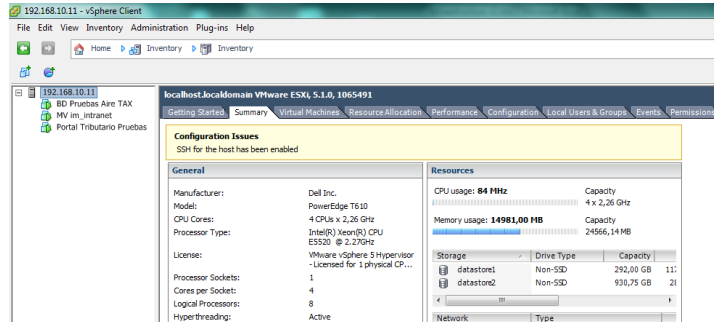 192.168.10.11 - vSphere Client
File Edit View Inventory Administration Plug-ins Help
Home Inventory Inventory
192.168.10.11
BD Pruebas Aire TAX
MV im_intranet
Portal Tributario Pruebas
localhost.localdomain VMware ESXi, 5.1.0, 1065491
Getting Started Summary Virtual Machines Resource Allocation Performance Configuration Local Users & Groups Events Permissions
Configuration Issues
SSH for the host has been enabled
General
Manufacturer: Dell Inc.
Model: PowerEdge T610
CPU Cores: 4 CPUs x 2,26 GHz
Processor Type: Intel(R) Xeon(R) CPU
E5520 @ 2.27GHz
License: VMware vSphere 5 Hypervisor
- Licensed for 1 physical CP...
Processor Sockets: 1
Cores per Socket: 4
Logical Processors: 8
Hyperthreading: Active
Resources
CPU usage: 84 MHz Capacity
4 x 2,26 GHz
Memory usage: 14981,00 MB Capacity
24566,14 MB
Storage Drive Type Capacity
datastore1 Non-SSD 292,00 GB
datastore2 Non-SSD 930,75 GB
Network Type